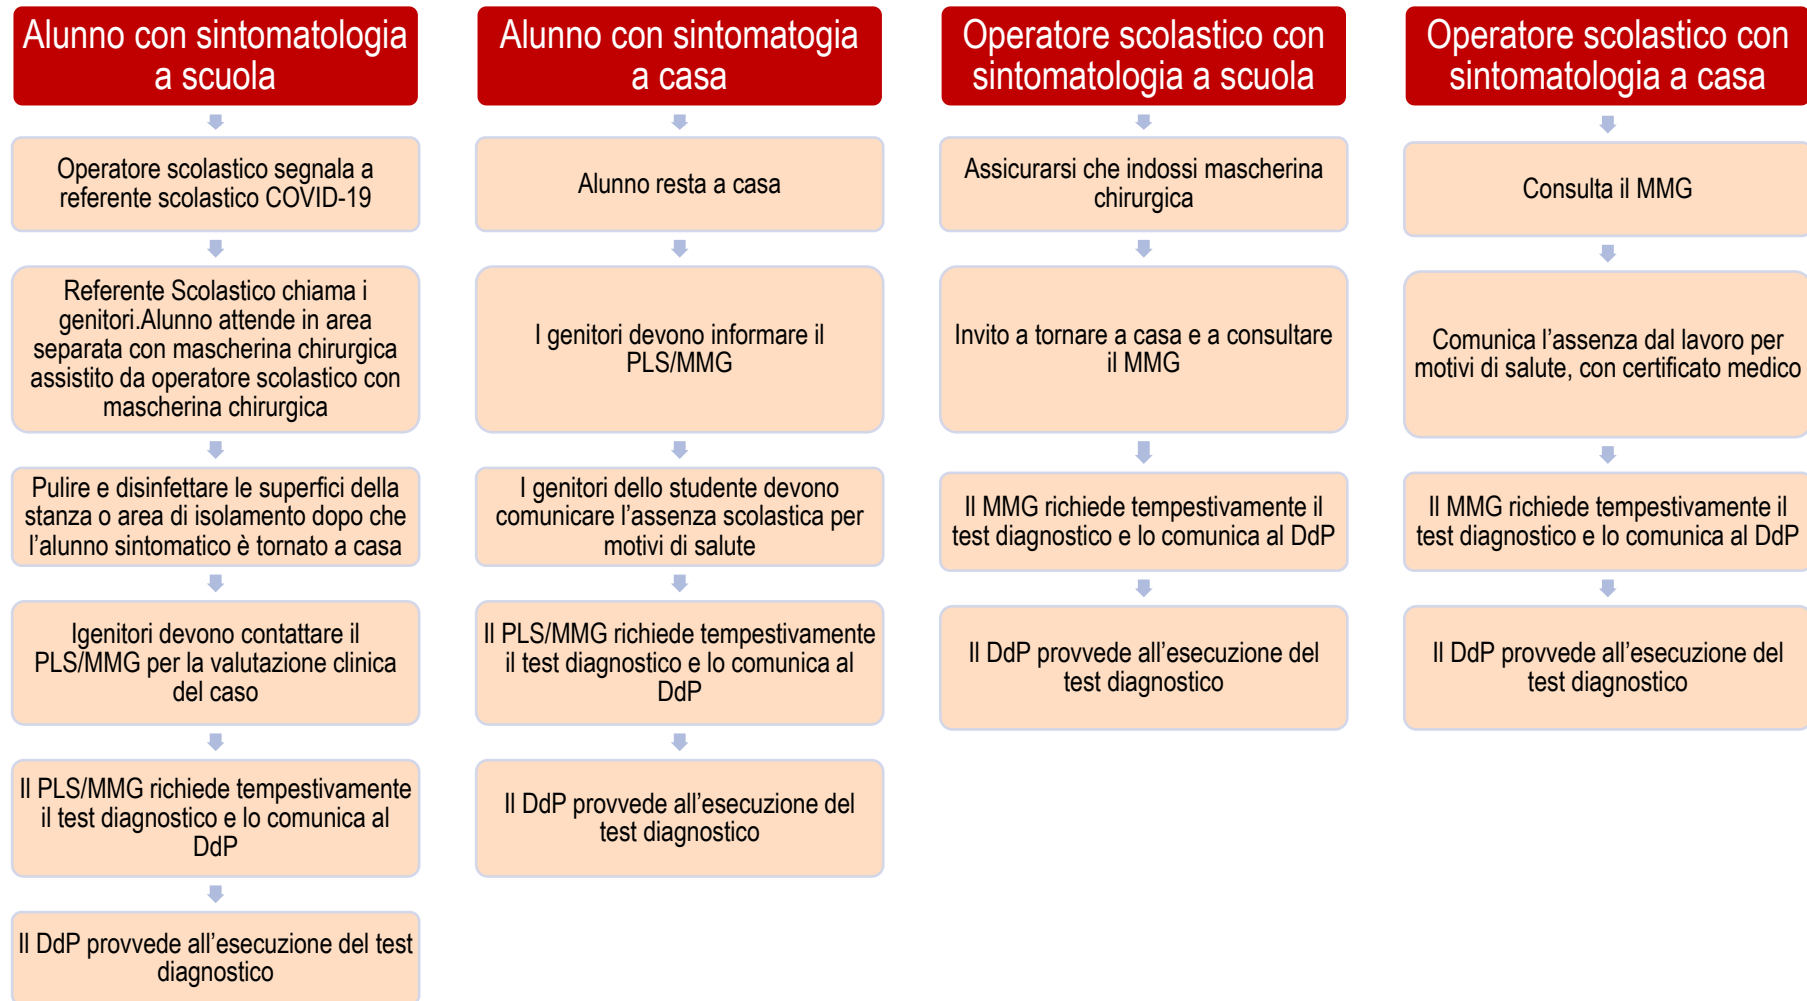 Alunno con sintomatologia
a scuola
Operatore scolastico segnala a
referente scolastico COVID-19
Referente Scolastico chiama i
genitori.Alunno attende in area
separata con mascherina chirurgica
assistito da operatore scolastico con
mascherina chirurgica
Pulire e disinfettare le superfici della
stanza o area di isolamento dopo che
l’alunno sintomatico è tornato a casa
Igenitori devono contattare il
PLS/MMG per la valutazione clinica
del caso
Il PLS/MMG richiede tempestivamente
il test diagnostico e lo comunica al
DdP
Il DdP provvede all’esecuzione del test
diagnostico
Alunno con sintomatogia
a casa
Alunno resta a casa
I genitori devono informare il
PLS/MMG
I genitori dello studente devono
comunicare l’assenza scolastica per
motivi di salute
Il PLS/MMG richiede tempestivamente
il test diagnostico e lo comunica al
DdP
Il DdP provvede all’esecuzione del
test diagnostico
Operatore scolastico con
sintomatologia a scuola
Assicurarsi che indossi mascherina
chirurgica
Invito a tornare a casa e a consultare
il MMG
Il MMG richiede tempestivamente il
test diagnostico e lo comunica al DdP
Il DdP provvede all’esecuzione del
test diagnostico
Operatore scolastico con
sintomatologia a casa
Consulta il MMG
Comunica l’assenza dal lavoro per
motivi di salute, con certificato medico
Il MMG richiede tempestivamente il
test diagnostico e lo comunica al DdP
Il DdP provvede all’esecuzione del
test diagnostico